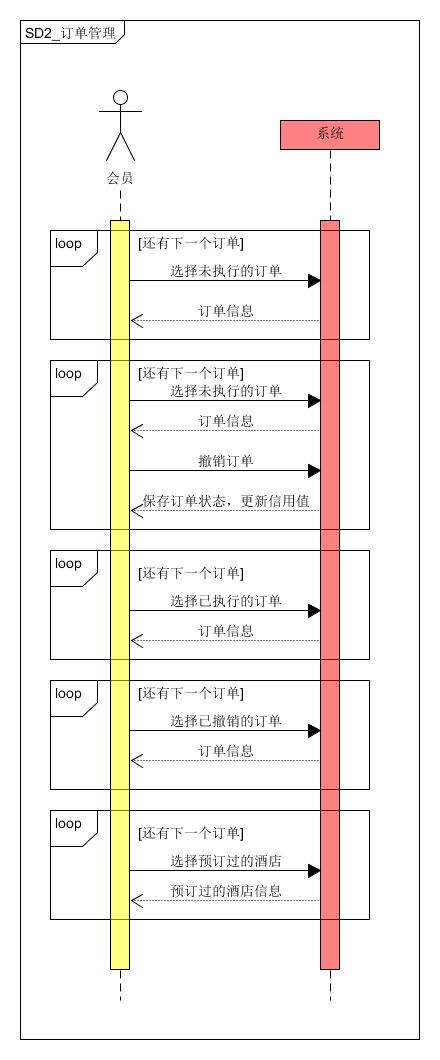 SD2_订单管理
系统
会员
loop
[还有下一个订单]
选择未执行的订单
订单信息
loop
[还有下一个订单]
选择未执行的订单
订单信息
撤销订单
保存订单状态，更新信用值
loop
[还有下一个订单]
选择已执行的订单
订单信息
loop
[还有下一个订单]
选择已撤销的订单
订单信息
loop
[还有下一个订单]
选择预订过的酒店
预订过的酒店信息